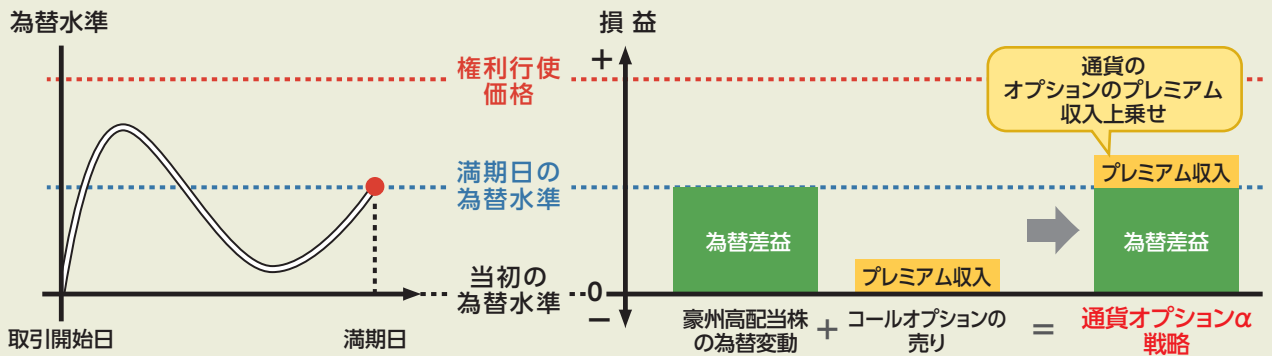 為替水準
権利行使
価格
満期日の
為替水準
当初の
為替水準
取引開始日
満期日
損 益
＋
0
－
為替差益
プレミアム収入
通貨の
オプションのプレミアム
収入上乗せ
プレミアム収入
為替差益
豪州高配当株
の為替変動
＋
コールオプションの
売り
＝
通貨オプションα
戦略